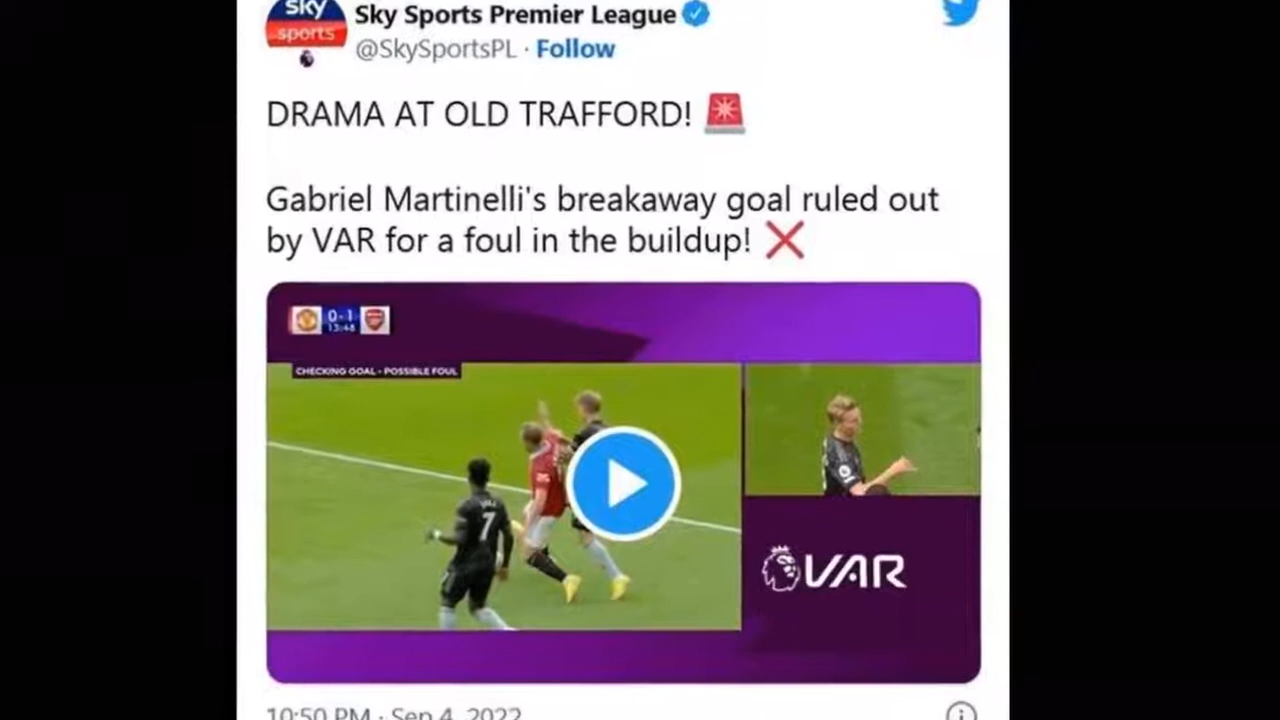 sky
sports
Sky Sports Premier League
@SkySportsPL · Follow
DRAMA AT OLD TRAFFORD! 🚨
Gabriel Martinelli's breakaway goal ruled out
by VAR for a foul in the buildup! ❌
0-1
13:48
CHECKING GOAL - POSSIBLE FOUL
7
VAR
10:50 PM · Sep 4, 2022